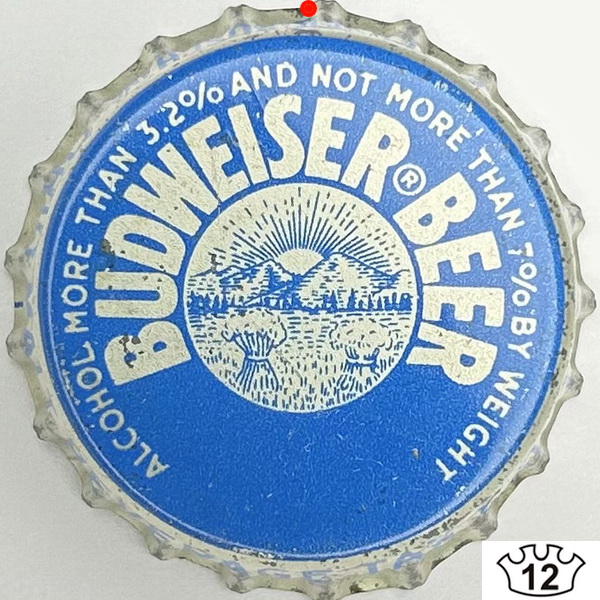 ALCOHOL MORE THAN 3.2% AND NOT MORE THAN 7% BY WEIGHT
BUDWEISER® BEER
12